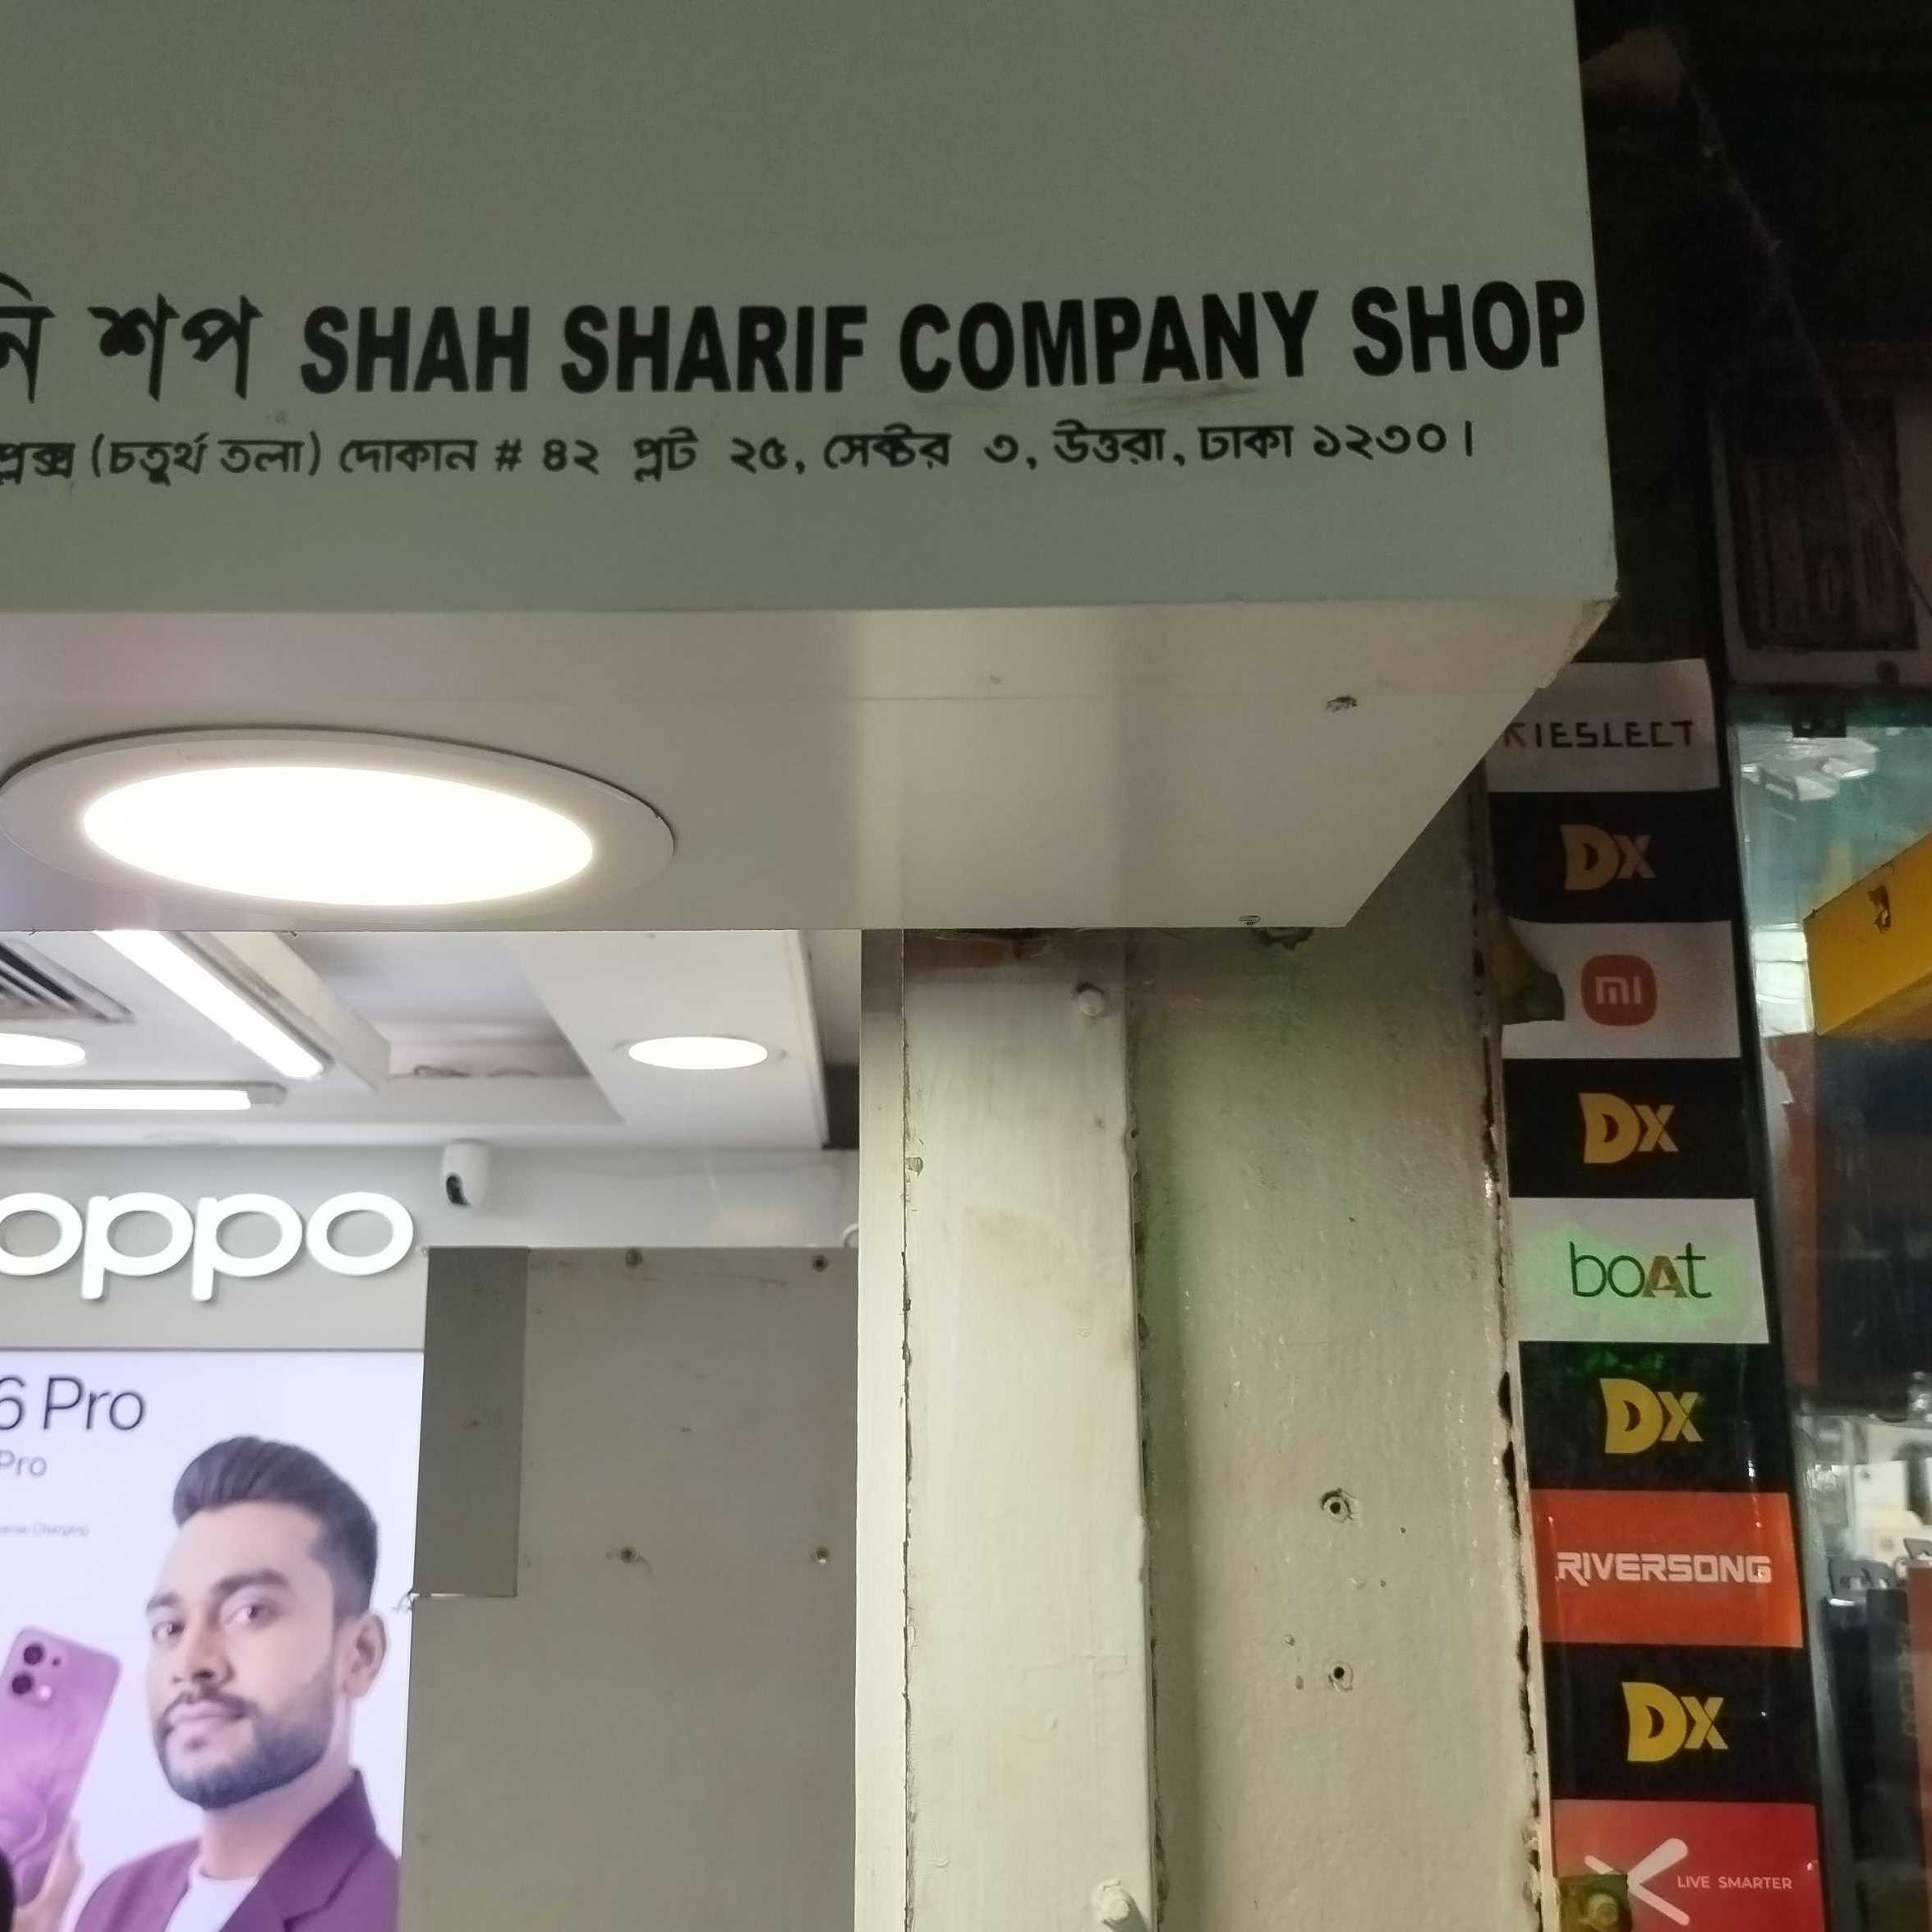 নি শপ SHAH SHARIF COMPANY SHOP
প্লেক্স (চতুর্থ তলা) দোকান # ৪২ প্লট ২৫, সেক্টর ৩, উত্তরা, ঢাকা ১২৩০।
KIESLECT
DX
mi
DX
oppo
boAt
6 Pro
DX
Pro
Charging
RIVERSONG
DX
LIVE SMARTER